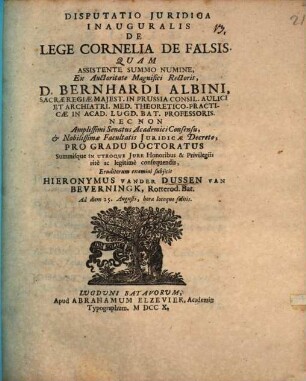 DISPUTATIO JURIDICA
INAUGURALIS
DE
LEGE CORNELIA DE FALSIS.
QUAM
ASSISTENTE SUMMO NUMINE,
Ex Auctoritate Magnifici Rectoris,
D. BERNHARDI ALBINI,
SACRÆ REGIÆ MAJEST. IN PRUSSIA CONSIL. AULICI
ET ARCHIATRI. MED. THEORETICO-PRACTI-
CÆ IN ACAD. LUGD. BAT. PROFESSORIS.
NEC NON
Amplissimi Senatus Academici Consensu,
& Nobilissimæ Facultatis JURIDICÆ Decreto,
PRO GRADU DOCTORATUS
Summisque IN UTROQUE JURE Honoribus & Privilegiis
ritè ac legitimè consequendis,
Eruditorum examini subjicit
HIERONYMUS VANDER DUSSEN VAN
BEVERNINGK, Rotterod. Bat.
Ad diem 25. Augusti, hora locoque solitis.
LUGDUNI BATAVORUM,
Apud ABRAHAMUM ELZEVIER, Academiæ
Typographum. M DCC X.